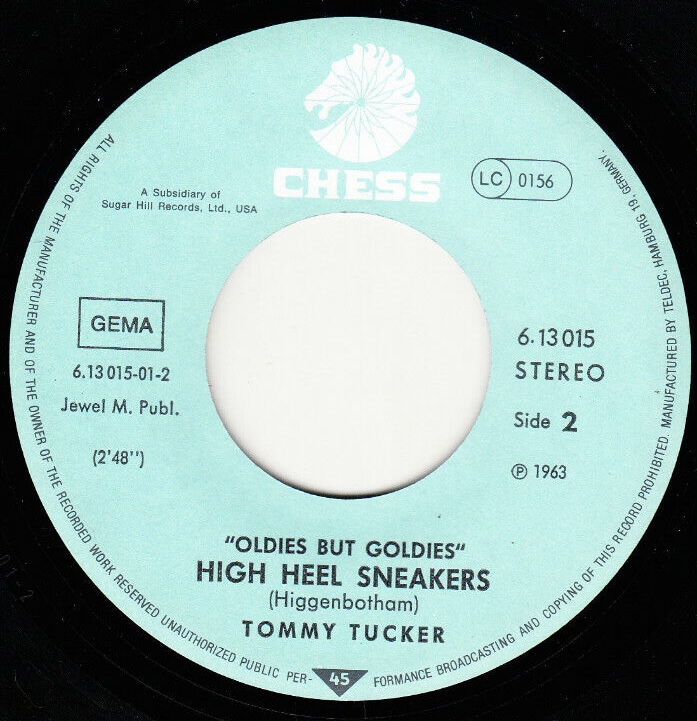 CHESS
LC 0156
A Subsidiary of
Sugar Hill Records, Ltd., USA
GEMA
6.13 015-01-2
Jewel M. Publ.
(2'48'')
6.13 015
STEREO
Side 2
℗ 1963
"OLDIES BUT GOLDIES"
HIGH HEEL SNEAKERS
(Higgenbotham)
TOMMY TUCKER
45
ALL RIGHTS OF THE MANUFACTURER AND OF THE OWNER OF THE RECORDED WORK RESERVED UNAUTHORIZED PUBLIC PER- FORMANCE BROADCASTING AND COPYING OF THIS RECORD PROHIBITED. MANUFACTURED BY TELDEC, HAMBURG 19, GERMANY.